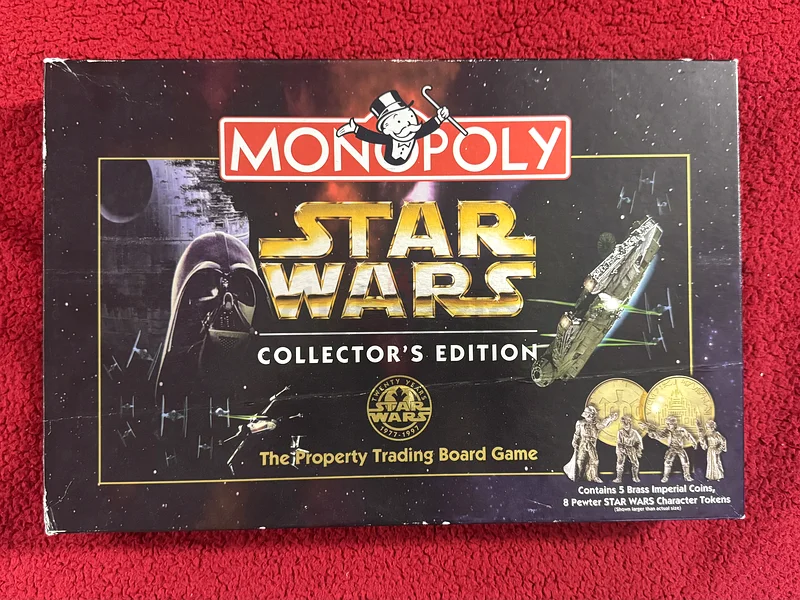 MONOPOLY
STAR
WARS
COLLECTOR'S EDITION
TWENTY YEARS
STAR
WARS
1977-1997
The Property Trading Board Game
Contains 5 Brass Imperial Coins,
8 Pewter STAR WARS Character Tokens
(Shown larger than actual size)